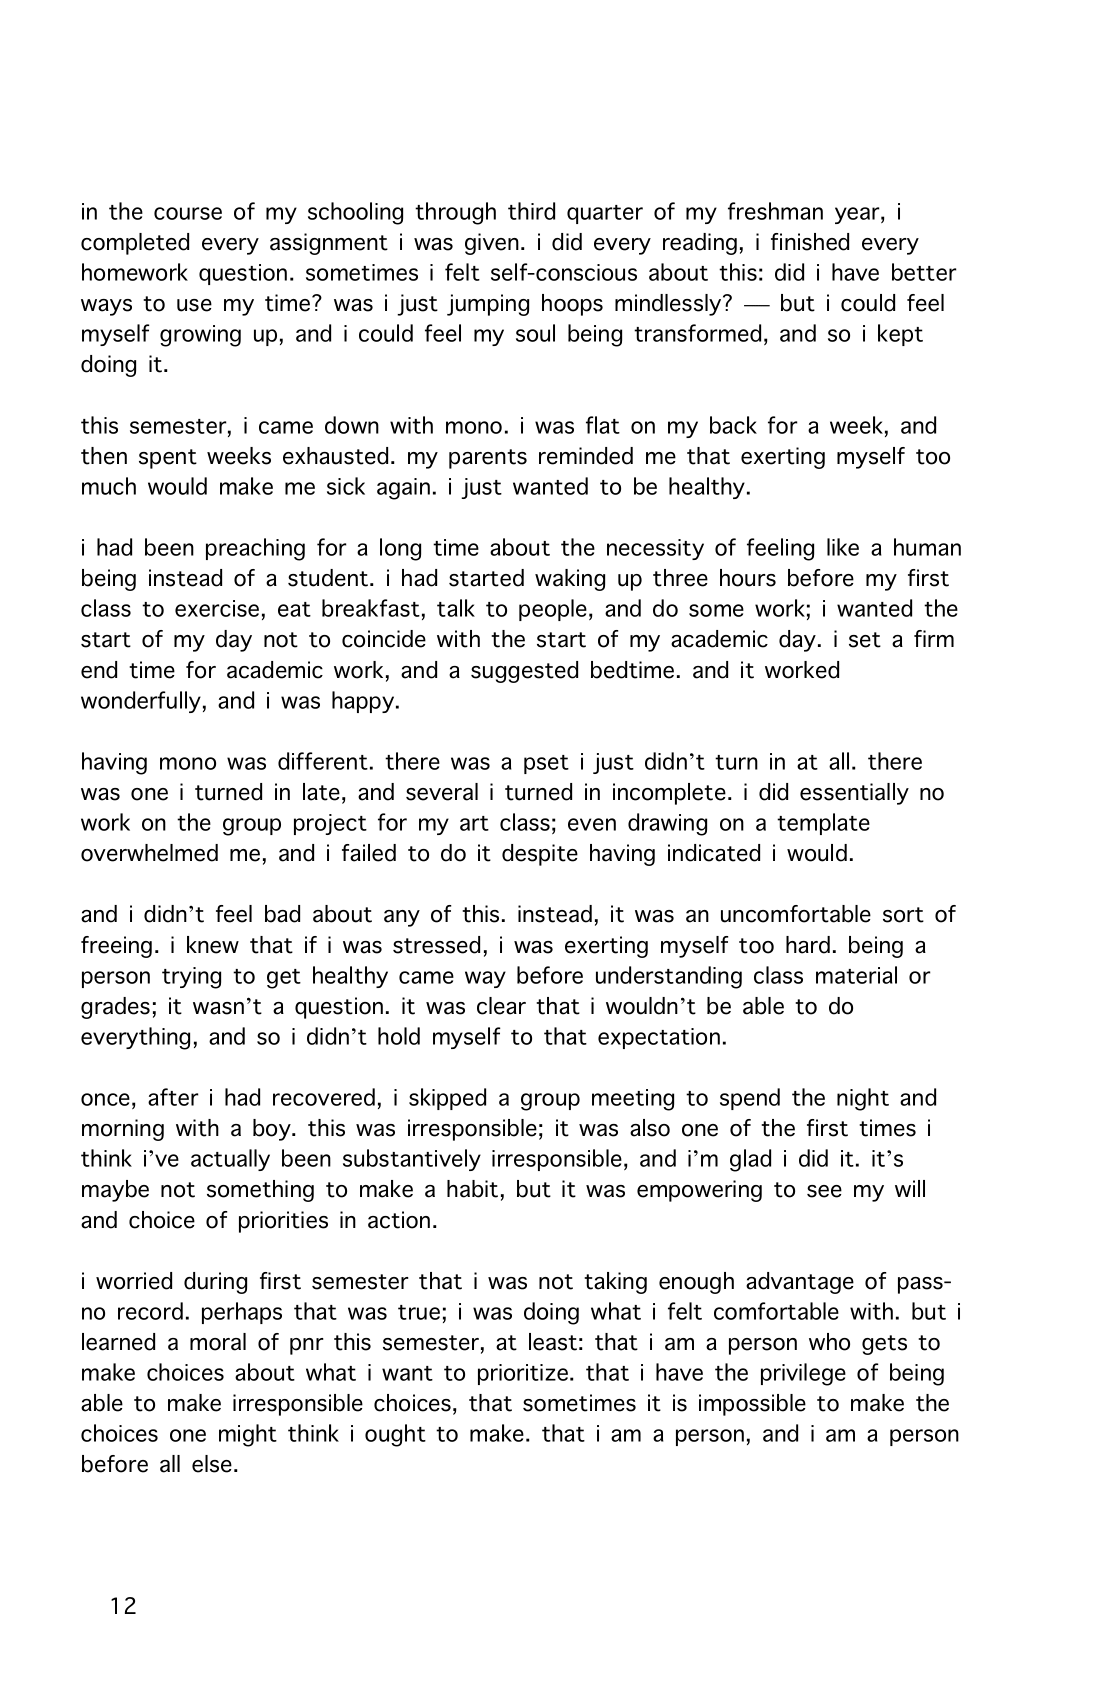 in the course of my schooling through third quarter of my freshman year, i
completed every assignment i was given. i did every reading, i finished every
homework question. sometimes i felt self-conscious about this: did i have better
ways to use my time? was i just jumping hoops mindlessly? — but i could feel
myself growing up, and i could feel my soul being transformed, and so i kept
doing it.
this semester, i came down with mono. i was flat on my back for a week, and
then spent weeks exhausted. my parents reminded me that exerting myself too
much would make me sick again. i just wanted to be healthy.
i had been preaching for a long time about the necessity of feeling like a human
being instead of a student. i had started waking up three hours before my first
class to exercise, eat breakfast, talk to people, and do some work; i wanted the
start of my day not to coincide with the start of my academic day. i set a firm
end time for academic work, and a suggested bedtime. and it worked
wonderfully, and i was happy.
having mono was different. there was a pset i just didn’t turn in at all. there
was one i turned in late, and several i turned in incomplete. i did essentially no
work on the group project for my art class; even drawing on a template
overwhelmed me, and i failed to do it despite having indicated i would.
and i didn’t feel bad about any of this. instead, it was an uncomfortable sort of
freeing. i knew that if i was stressed, i was exerting myself too hard. being a
person trying to get healthy came way before understanding class material or
grades; it wasn’t a question. it was clear that i wouldn’t be able to do
everything, and so i didn’t hold myself to that expectation.
once, after i had recovered, i skipped a group meeting to spend the night and
morning with a boy. this was irresponsible; it was also one of the first times i
think i’ve actually been substantively irresponsible, and i’m glad i did it. it’s
maybe not something to make a habit, but it was empowering to see my will
and choice of priorities in action.
i worried during first semester that i was not taking enough advantage of pass-
no record. perhaps that was true; i was doing what i felt comfortable with. but i
learned a moral of pnr this semester, at least: that i am a person who gets to
make choices about what i want to prioritize. that i have the privilege of being
able to make irresponsible choices, that sometimes it is impossible to make the
choices one might think i ought to make. that i am a person, and i am a person
before all else.
12